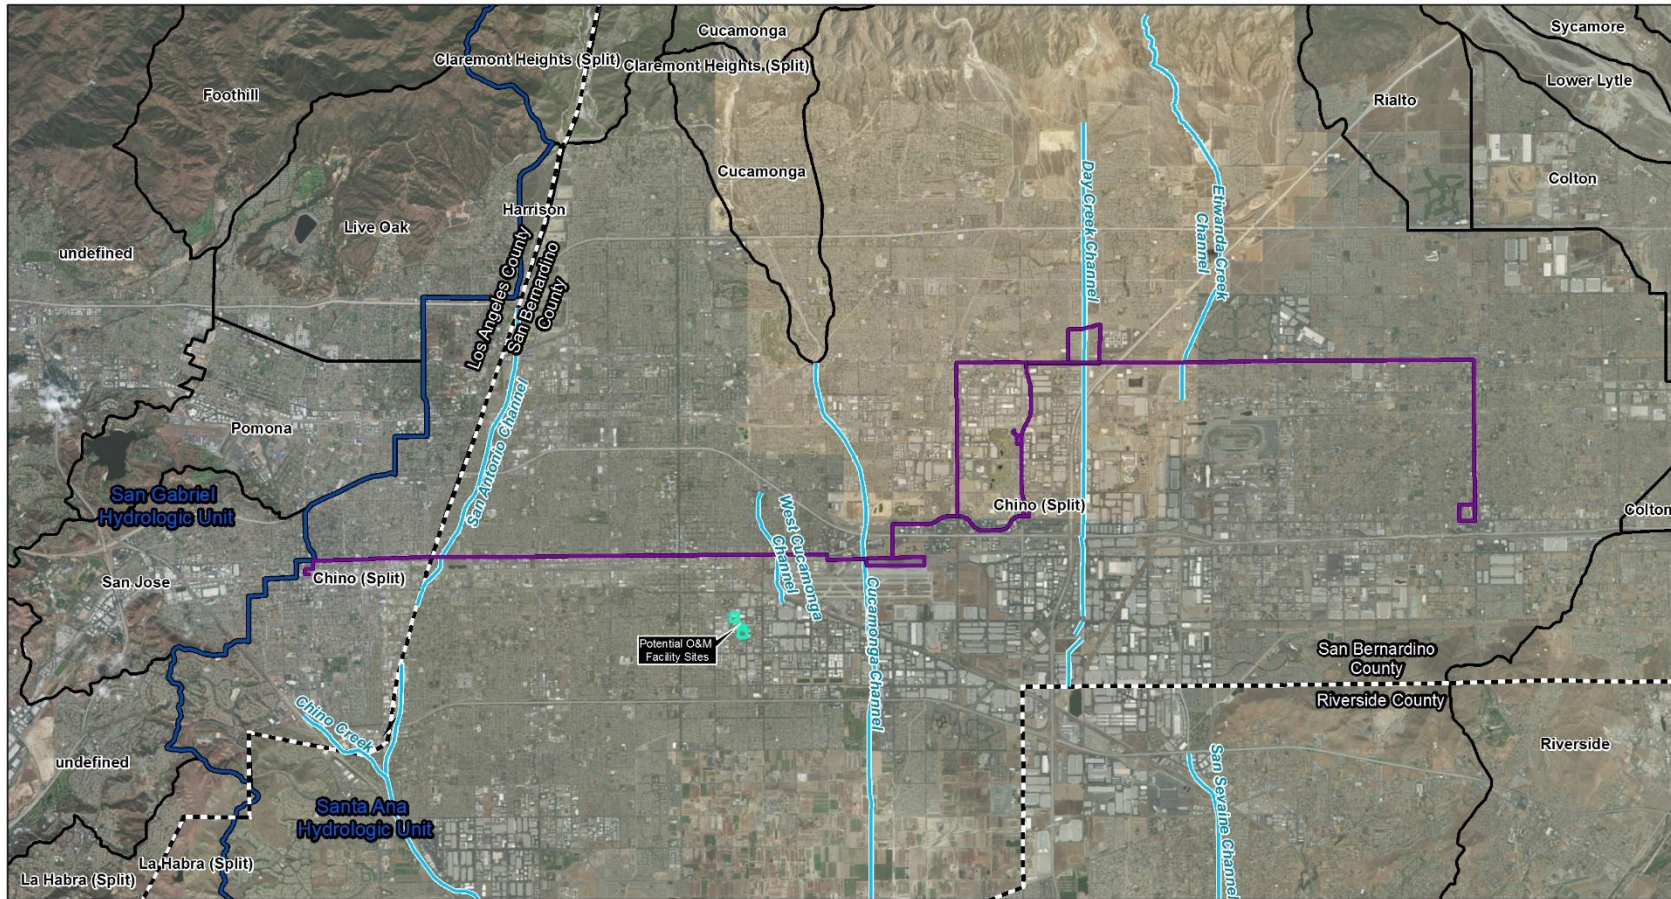 Cucamonga
Sycamore
Claremont Heights (Split)
Claremont Heights (Split)
Lower Lytle
Foothill
Rialto
Cucamonga
Colton
Day Creek Channel
Etiwanda Creek
Channel
Harrison
Live Oak
undefined
Los Angeles County
San Bernardino
County
San Antonio Channel
Pomona
San Gabriel
Hydrologic Unit
Chino (Split)
Colton
West Cucamonga
Channel
San Jose
Chino (Split)
Cucamonga Channel
Potential O&M
Facility Sites
San Bernardino
County
Riverside County
Chino Creek
Riverside
undefined
San Sevaine Channel
Santa Ana
Hydrologic Unit
La Habra (Split)
La Habra (Split)